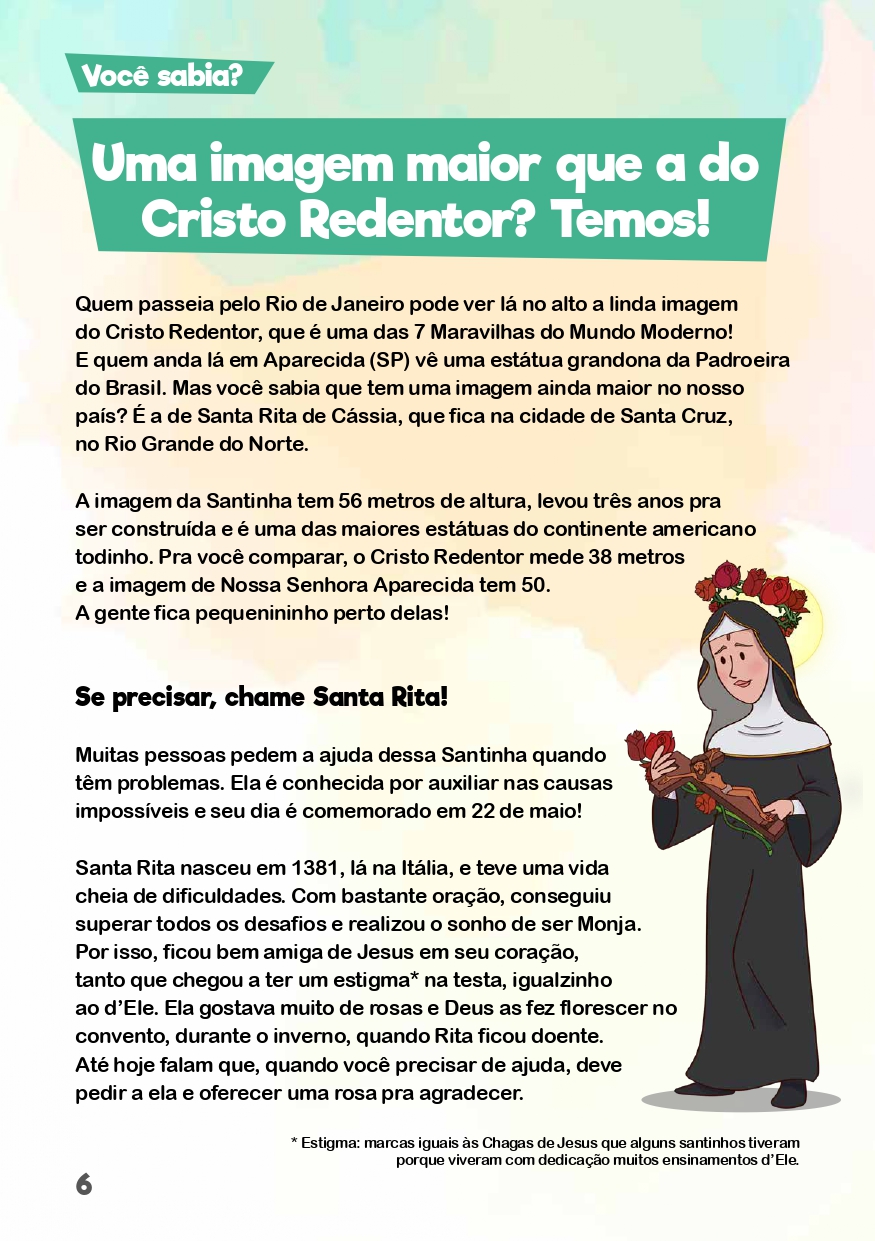 Você sabia?
Uma imagem maior que a do
Cristo Redentor? Temos!
Quem passeia pelo Rio de Janeiro pode ver lá no alto a linda imagem
do Cristo Redentor, que é uma das 7 Maravilhas do Mundo Moderno!
E quem anda lá em Aparecida (SP) vê uma estátua grandona da Padroeira
do Brasil. Mas você sabia que tem uma imagem ainda maior no nosso
país? É a de Santa Rita de Cássia, que fica na cidade de Santa Cruz,
no Rio Grande do Norte.
A imagem da Santinha tem 56 metros de altura, levou três anos pra
ser construída e é uma das maiores estátuas do continente americano
todinho. Pra você comparar, o Cristo Redentor mede 38 metros
e a imagem de Nossa Senhora Aparecida tem 50.
A gente fica pequenininho perto delas!
Se precisar, chame Santa Rita!
Muitas pessoas pedem a ajuda dessa Santinha quando
têm problemas. Ela é conhecida por auxiliar nas causas
impossíveis e seu dia é comemorado em 22 de maio!
Santa Rita nasceu em 1381, lá na Itália, e teve uma vida
cheia de dificuldades. Com bastante oração, conseguiu
superar todos os desafios e realizou o sonho de ser Monja.
Por isso, ficou bem amiga de Jesus em seu coração,
tanto que chegou a ter um estigma* na testa, igualzinho
ao d'Ele. Ela gostava muito de rosas e Deus as fez florescer no
convento, durante o inverno, quando Rita ficou doente.
Até hoje falam que, quando você precisar de ajuda, deve
pedir a ela e oferecer uma rosa pra agradecer.
* Estigma: marcas iguais às Chagas de Jesus que alguns santinhos tiveram
porque viveram com dedicação muitos ensinamentos d'Ele.
6